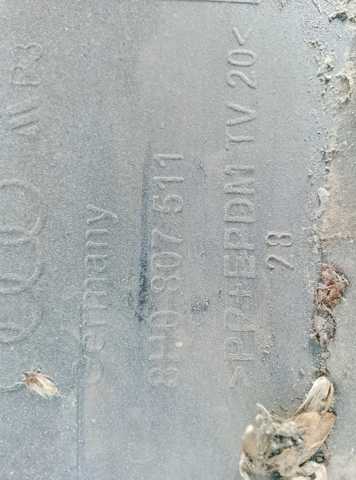 Germany
8H0 807 511
>PP+EPDM TV 20<
28